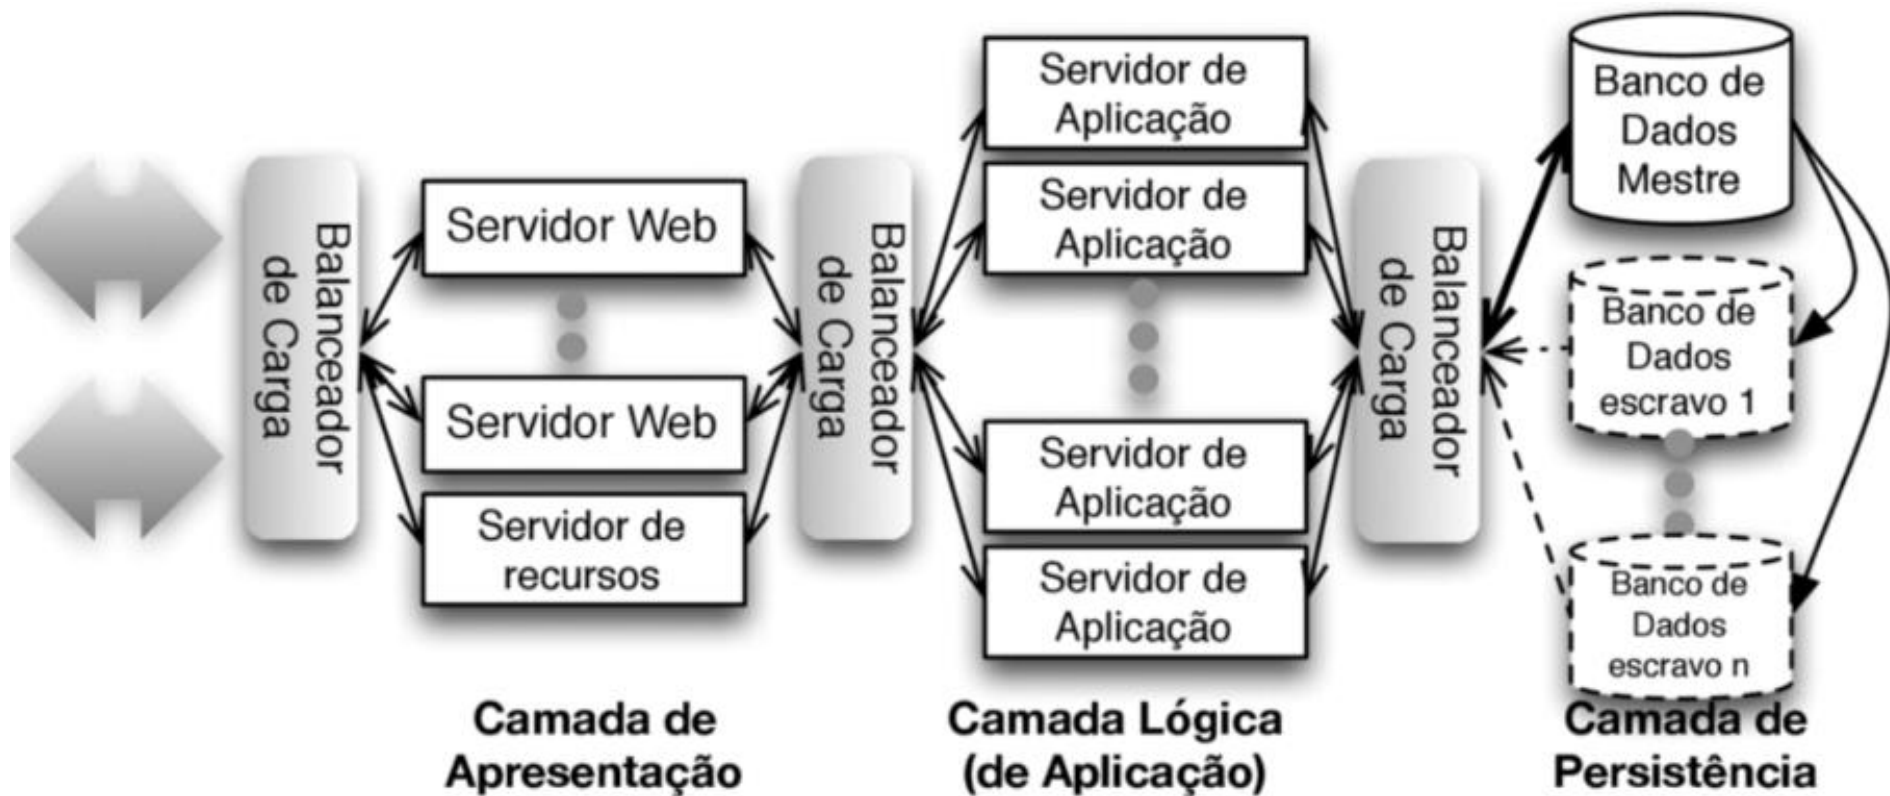 Balanceador
de Carga
Servidor Web
Servidor Web
Servidor de
recursos
Camada de
Apresentação
Balanceador
de Carga
Servidor de
Aplicação
Servidor de
Aplicação
Servidor de
Aplicação
Servidor de
Aplicação
Camada Lógica
(de Aplicação)
Balanceador
de Carga
Banco de
Dados
Mestre
Banco de
Dados
escravo 1
Banco de
Dados
escravo n
Camada de
Persistência